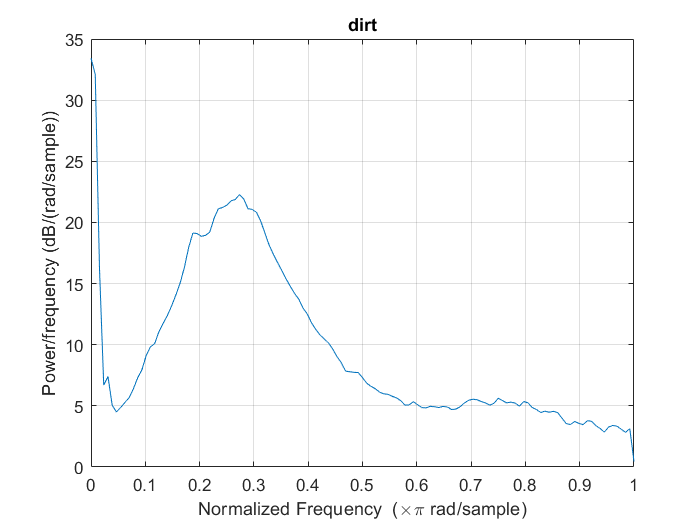 dirt
Power/frequency (dB/(rad/sample))
35
30
25
20
15
10
5
0
0 0.1 0.2 0.3 0.4 0.5 0.6 0.7 0.8 0.9 1
Normalized Frequency (×π rad/sample)